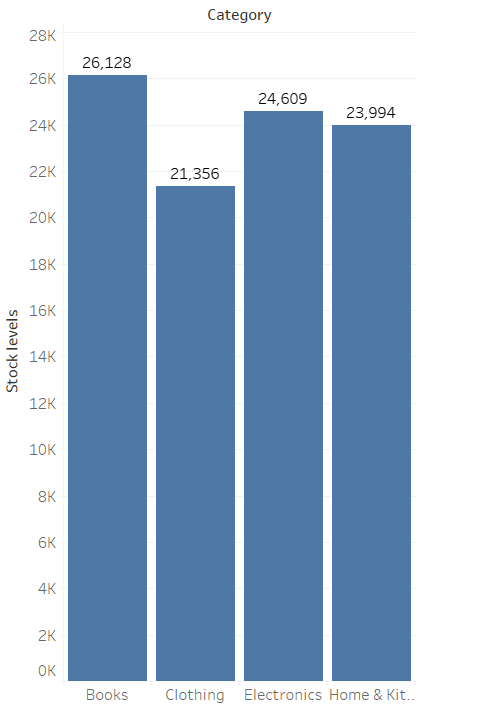 Category
28K
26K
24K
22K
20K
18K
16K
14K
12K
10K
8K
6K
4K
2K
0K
Stock levels
26,128
21,356
24,609
23,994
Books Clothing Electronics Home & Kit..